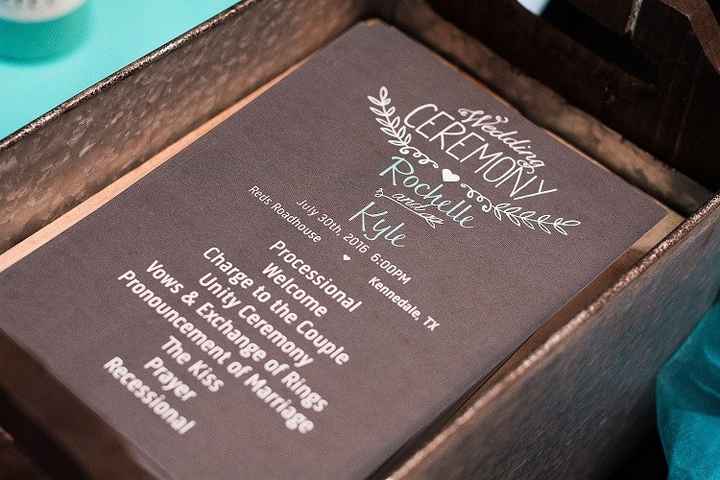 Wedding
CEREMONY
Rochelle
and
Kyle
July 30th, 2016 6:00PM
Reds Roadhouse Kennedale, TX
Processional
Welcome
Charge to the Couple
Unity Ceremony
Vows & Exchange of Rings
Pronouncement of Marriage
The Kiss
Prayer
Recessional